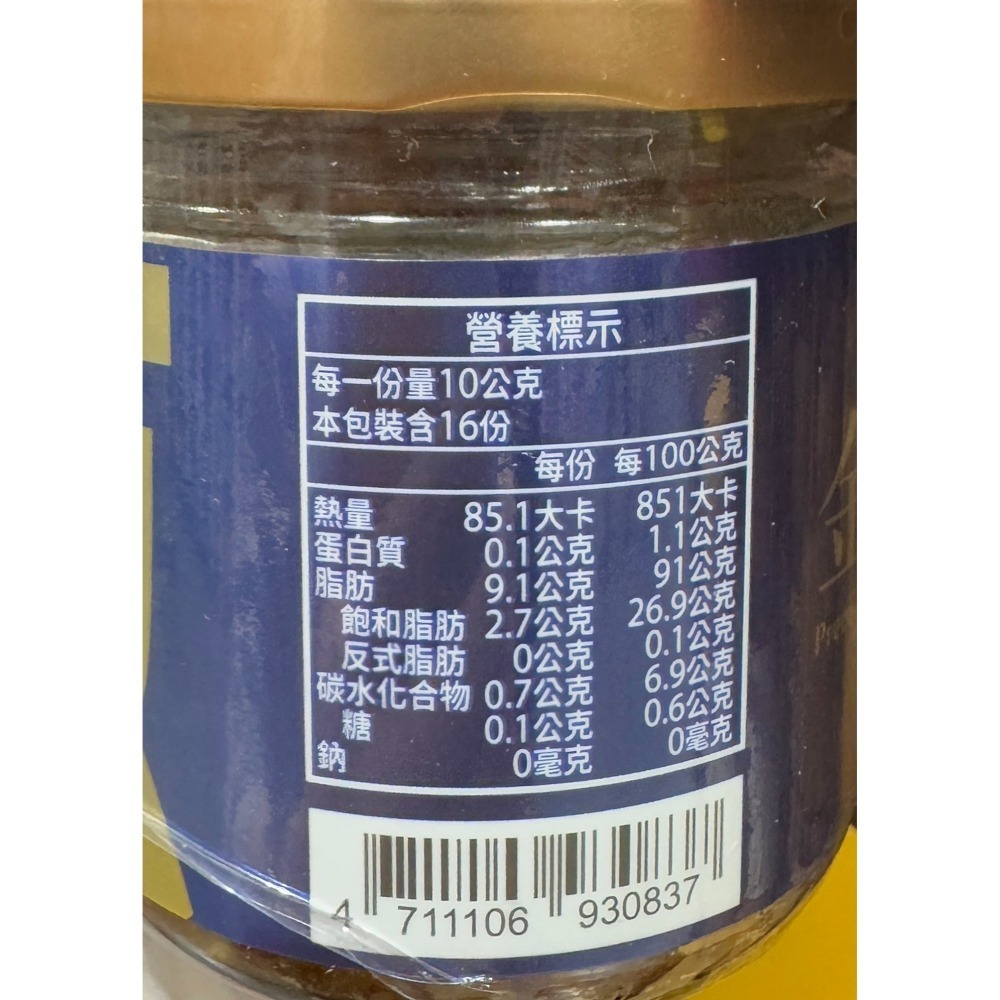 營養標示
每一份量10公克
本包裝含16份
每份 每100公克
熱量 85.1大卡 851大卡
蛋白質 0.1公克 1.1公克
脂肪 9.1公克 91公克
飽和脂肪 2.7公克 26.9公克
反式脂肪 0公克 0.1公克
碳水化合物 0.7公克 6.9公克
糖 0.1公克 0.6公克
鈉 0毫克 0毫克
4 711106 930837